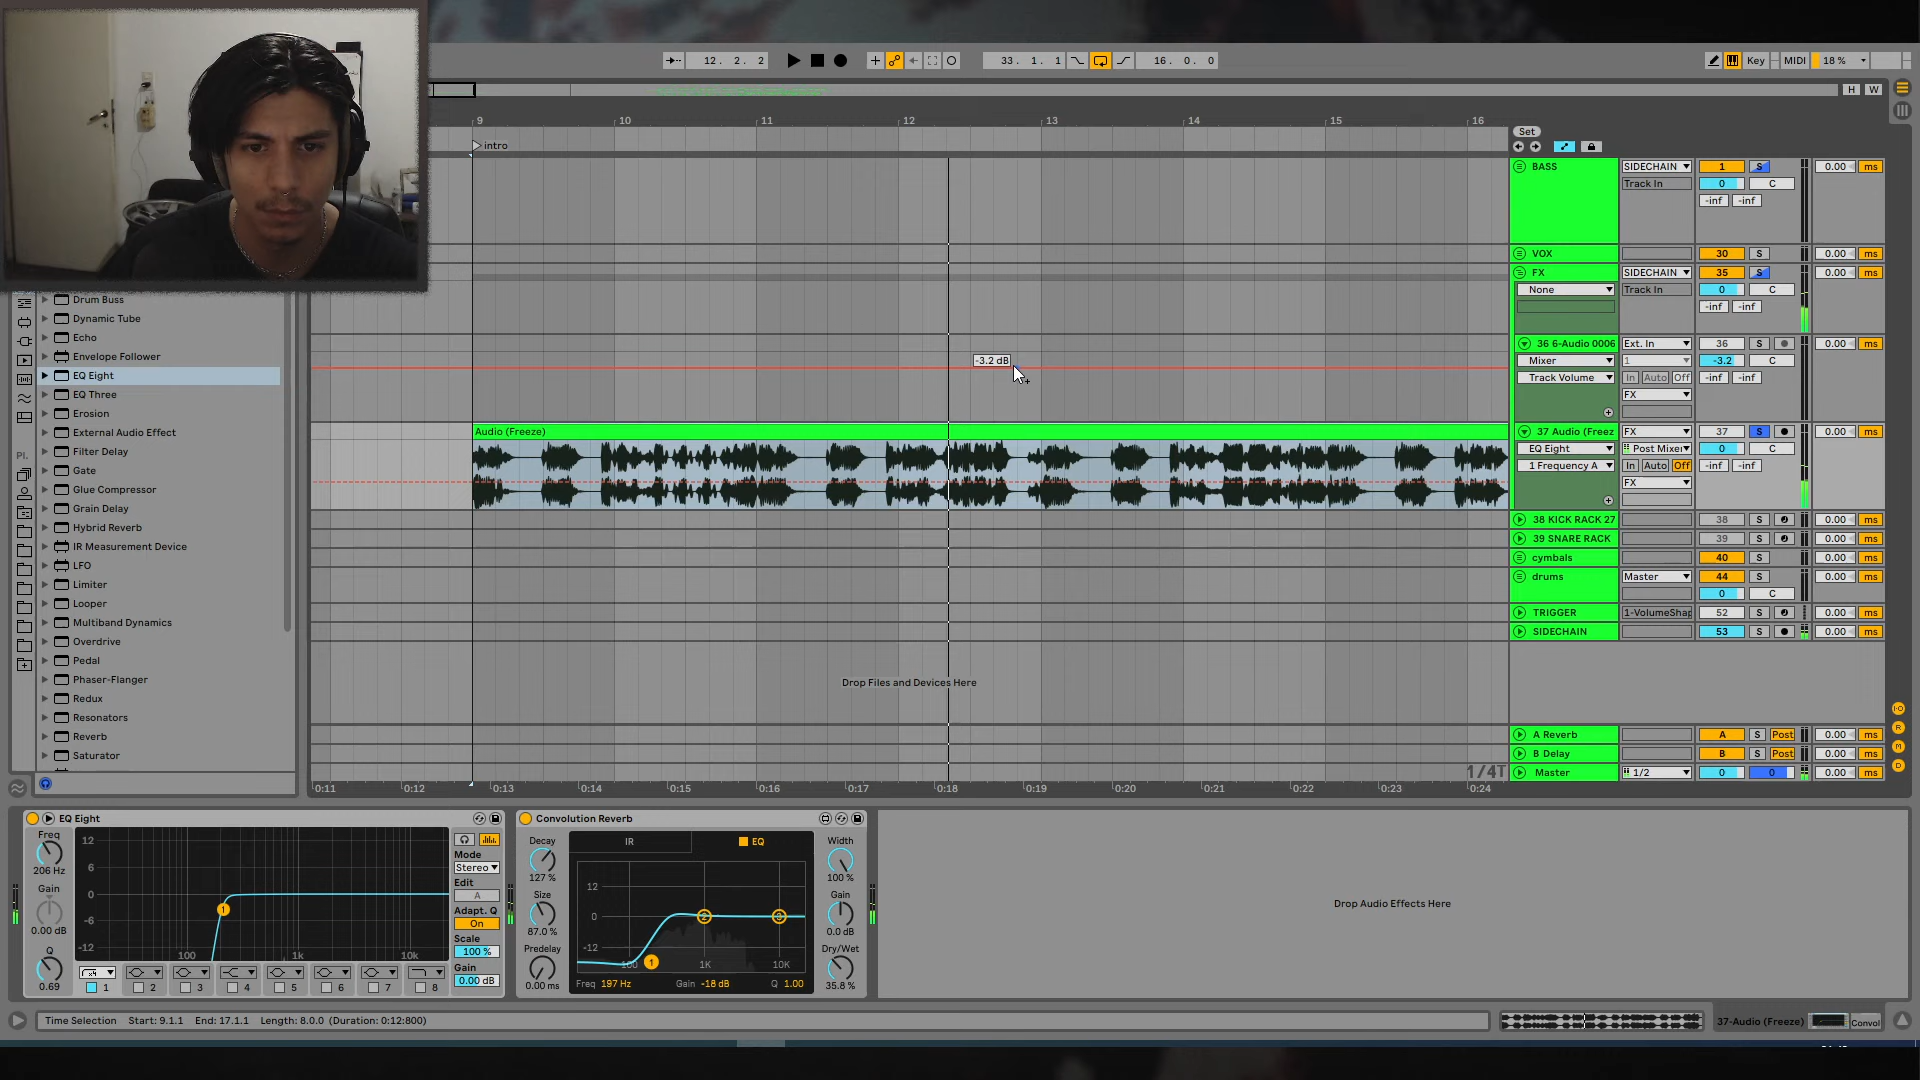 12. 2. 2
33. 1. 1
16. 0. 0
Key
MIDI
18 %
H W
9 10 11 12 13 14 15 16
intro
Set
BASS SIDECHAIN 1 S 0.00 ms
Track In 0 C
-inf -inf
VOX 30 S 0.00 ms
FX SIDECHAIN 35 S 0.00 ms
None Track In 0 C
-inf -inf
36 6-Audio 0006 Ext. In 36 0.00 ms
Mixer 1 -3.2 C
Track Volume In Auto Off -inf -inf
FX
-3.2 dB
Audio (Freeze)
37 Audio (Freez FX 37 S 0.00 ms
EQ Eight Post Mixer 0 C
1 Frequency A In Auto Off -inf -inf
FX
38 KICK RACK 27 38 S 0.00 ms
39 SNARE RACK 39 S 0.00 ms
cymbals 40 S 0.00 ms
drums Master 44 S 0.00 ms
0 C
TRIGGER 1-VolumeShap 52 S 0.00 ms
SIDECHAIN 53 S 0.00 ms
Drop Files and Devices Here
A Reverb A S Post 0.00 ms
B Delay B S Post 0.00 ms
Master 1/2 0 0 0.00 ms
1/4T
0:11 0:12 0:13 0:14 0:15 0:16 0:17 0:18 0:19 0:20 0:21 0:22 0:23 0:24
Drum Buss
Dynamic Tube
Echo
Envelope Follower
EQ Eight
EQ Three
Erosion
External Audio Effect
Filter Delay
Gate
Glue Compressor
Grain Delay
Hybrid Reverb
IR Measurement Device
LFO
Limiter
Looper
Multiband Dynamics
Overdrive
Pedal
Phaser-Flanger
Redux
Resonators
Reverb
Saturator
Pl.
EQ Eight
Freq
206 Hz
Gain
0.00 dB
Q
0.69
12
6
0
-6
-12
100 1k 10k
1 2 3 4 5 6 7 8
Mode
Stereo
Edit
A
Adapt. Q
On
Scale
100 %
Gain
0.00 dB
Convolution Reverb
Decay
127 %
Size
87.0 %
Predelay
0.00 ms
IR EQ
12
0
-12
100 1K 10K
1 2 3
Freq 197 Hz Gain -18 dB Q 1.00
Width
100 %
Gain
0.0 dB
Dry/Wet
35.8 %
Drop Audio Effects Here
Time Selection Start: 9.1.1 End: 17.1.1 Length: 8.0.0 (Duration: 0:12:800)
37-Audio (Freeze)
Convol